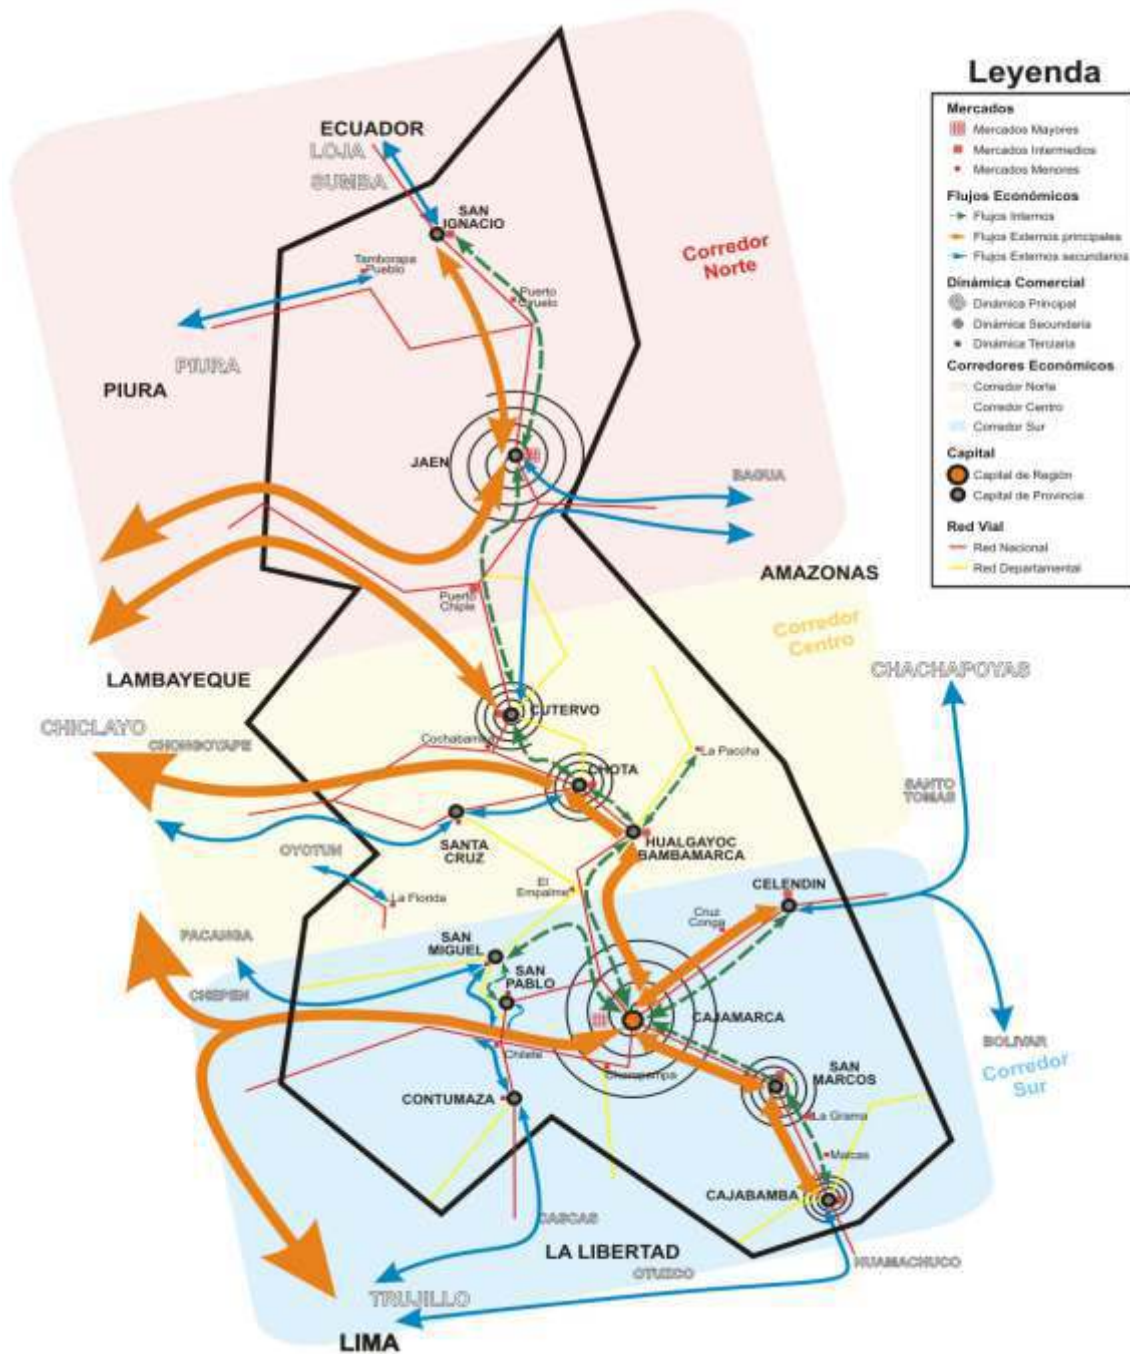 Leyenda
Mercados
Mercados Mayores
Mercados Intermedios
Mercados Menores
Flujos Económicos
Flujos Internos
Flujos Externos principales
Flujos Externos secundarios
Dinámica Comercial
Dinámica Principal
Dinámica Secundaria
Dinámica Terciaria
Corredores Económicos
Corredor Norte
Corredor Centro
Corredor Sur
Capital
Capital de Región
Capital de Provincia
Red Vial
Red Nacional
Red Departamental
ECUADOR
LOJA
SUMBA
SAN
IGNACIO
Corredor
Norte
Tamborapa
Pueblo
Puerto
Ciruelo
PIURA
PIURA
JAEN
BAGUA
AMAZONAS
Puerto
Chiple
Corredor
Centro
LAMBAYEQUE
CHACHAPOYAS
CUTERVO
CHICLAYO
CHONGOYAPE
Cochabamba
La Paccha
CHOTA
SANTO
TOMAS
SANTA
CRUZ
HUALGAYOC
BAMBAMARCA
OYOTUN
El
Empalme
CELENDIN
La Florida
Cruz
Conga
PACANGA
SAN
MIGUEL
SAN
PABLO
CHEPEN
CAJAMARCA
BOLIVAR
Chilete
Corredor
Sur
SAN
MARCOS
Choropampa
CONTUMAZA
La Grama
Malcas
CAJABAMBA
CASCAS
LA LIBERTAD
HUAMACHUCO
OTUZCO
TRUJILLO
LIMA